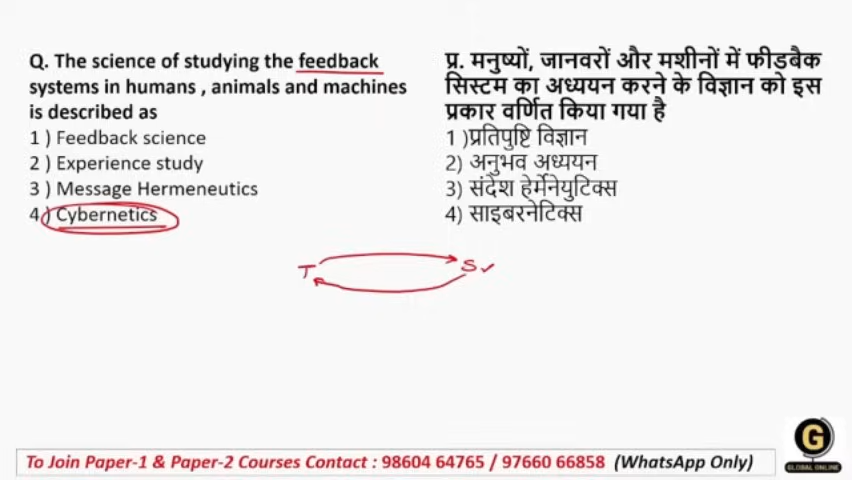 Q. The science of studying the feedback
systems in humans , animals and machines
is described as
1 ) Feedback science
2 ) Experience study
3 ) Message Hermeneutics
4 ) Cybernetics
प्र. मनुष्यों, जानवरों और मशीनों में फीडबैक
सिस्टम का अध्ययन करने के विज्ञान को इस
प्रकार वर्णित किया गया है
1 )प्रतिपुष्टि विज्ञान
2) अनुभव अध्ययन
3) संदेश हेर्मेनेयुटिक्स
4) साइबरनेटिक्स
T S
G
GLOBAL ONLINE
To Join Paper-1 & Paper-2 Courses Contact : 98604 64765 / 97660 66858 (WhatsApp Only)